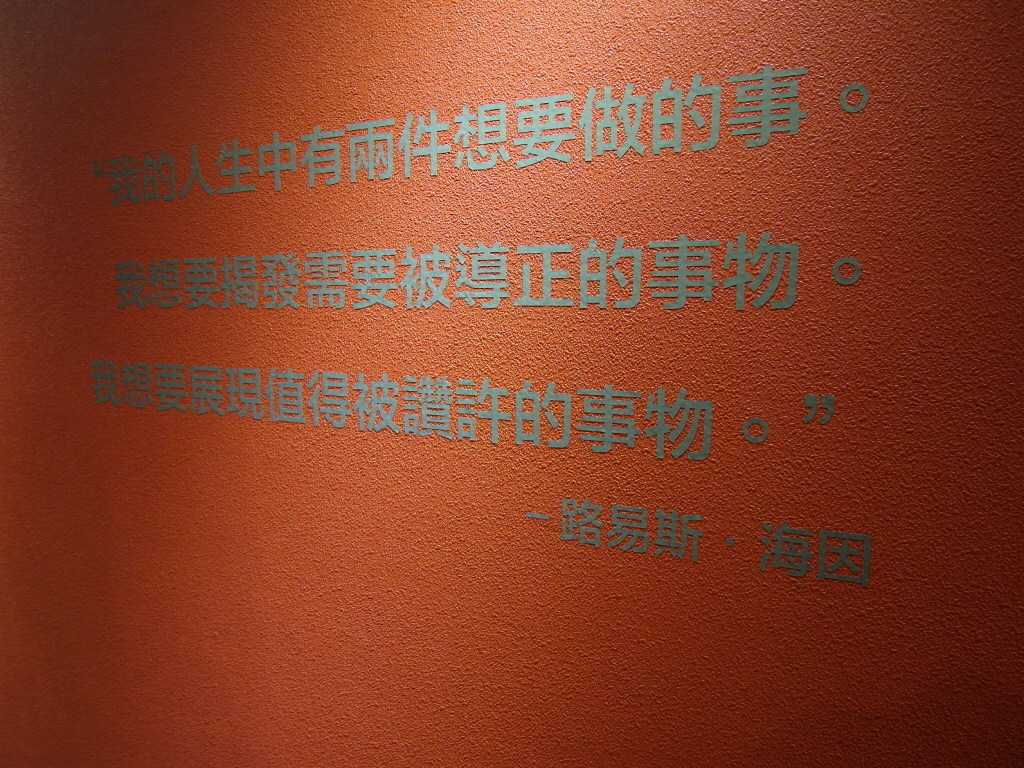 “我的人生中有兩件想要做的事。
我想要揭發需要被導正的事物。
我想要展現值得被讚許的事物。”
–路易斯·海因